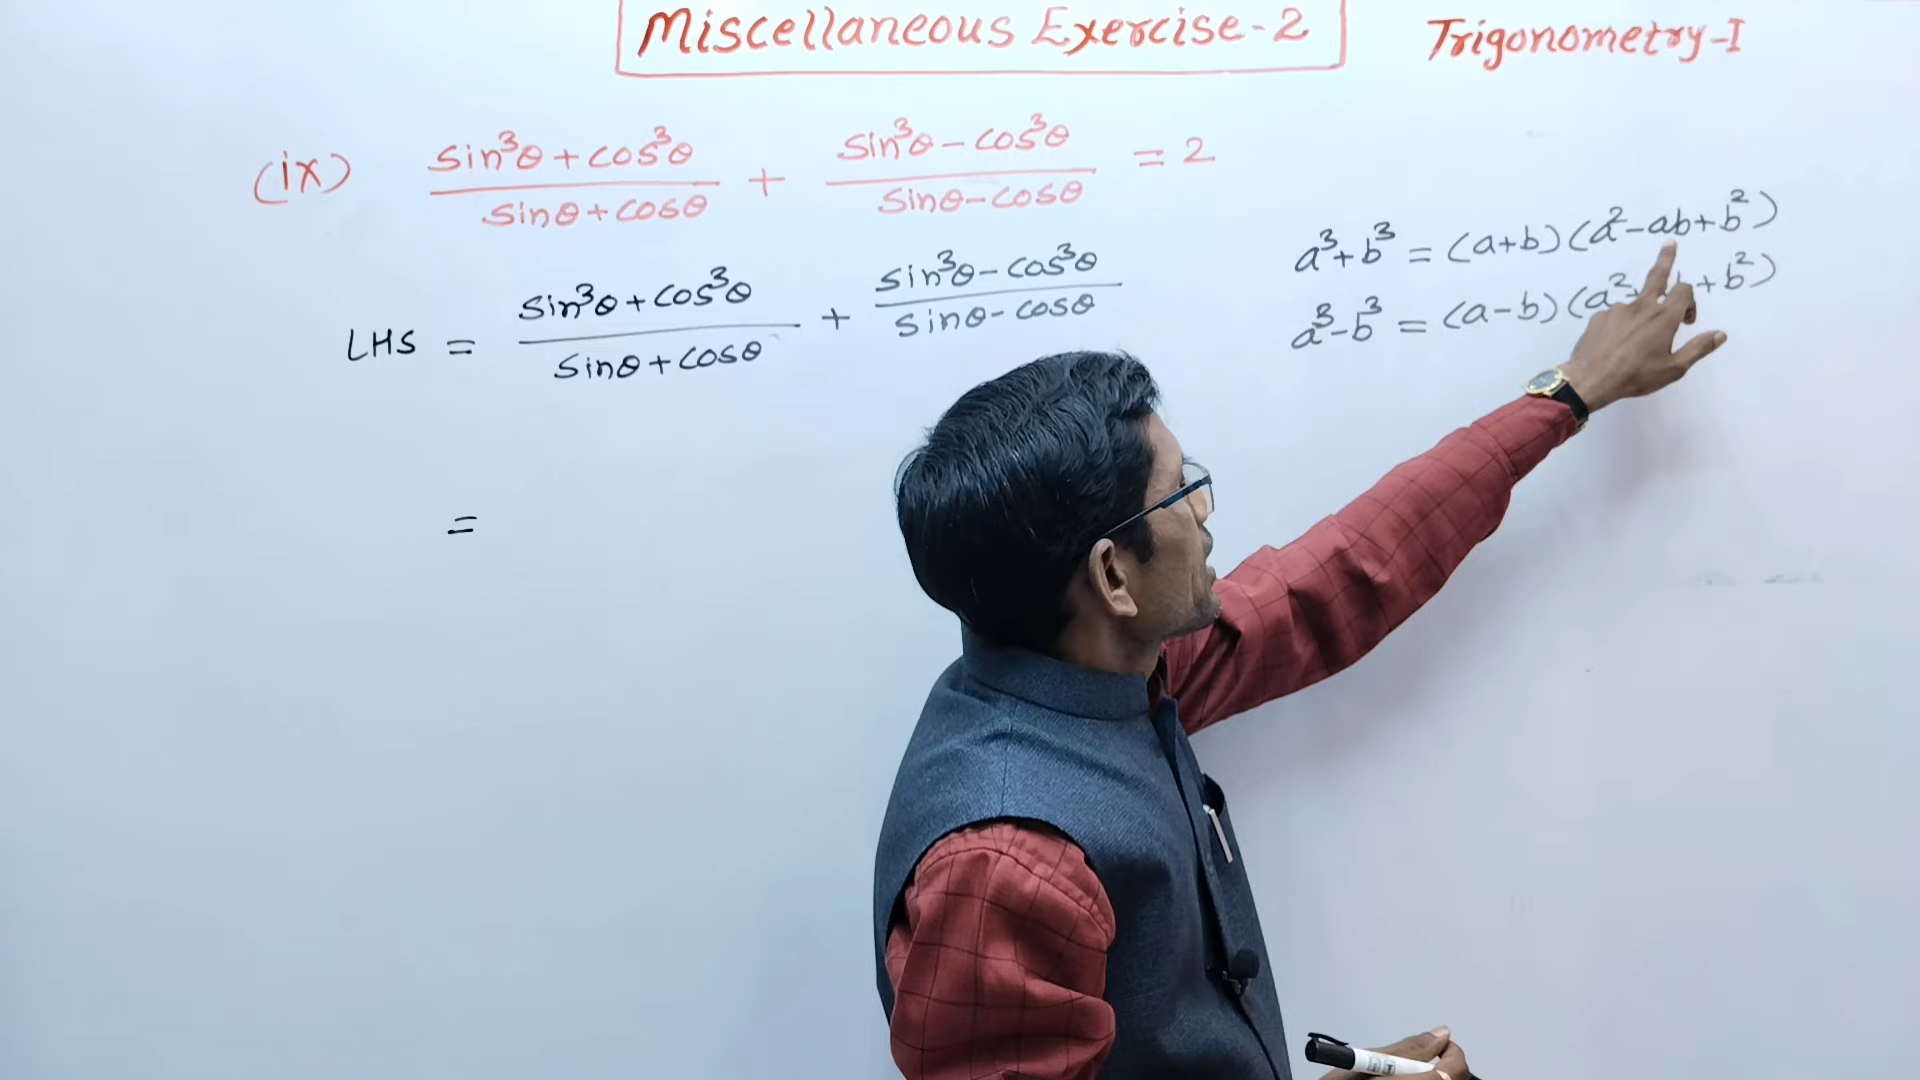 Miscellaneous Exercise-2
Trigonometry-I
(ix) sin³θ+cos³θ / sinθ+cosθ + sin³θ-cos³θ / sinθ-cosθ = 2
a³+b³ = (a+b)(a²-ab+b²)
LHS = sin³θ+cos³θ / sinθ+cosθ + sin³θ-cos³θ / sinθ-cosθ
a³-b³ = (a-b)(a²+ b+b²)
=